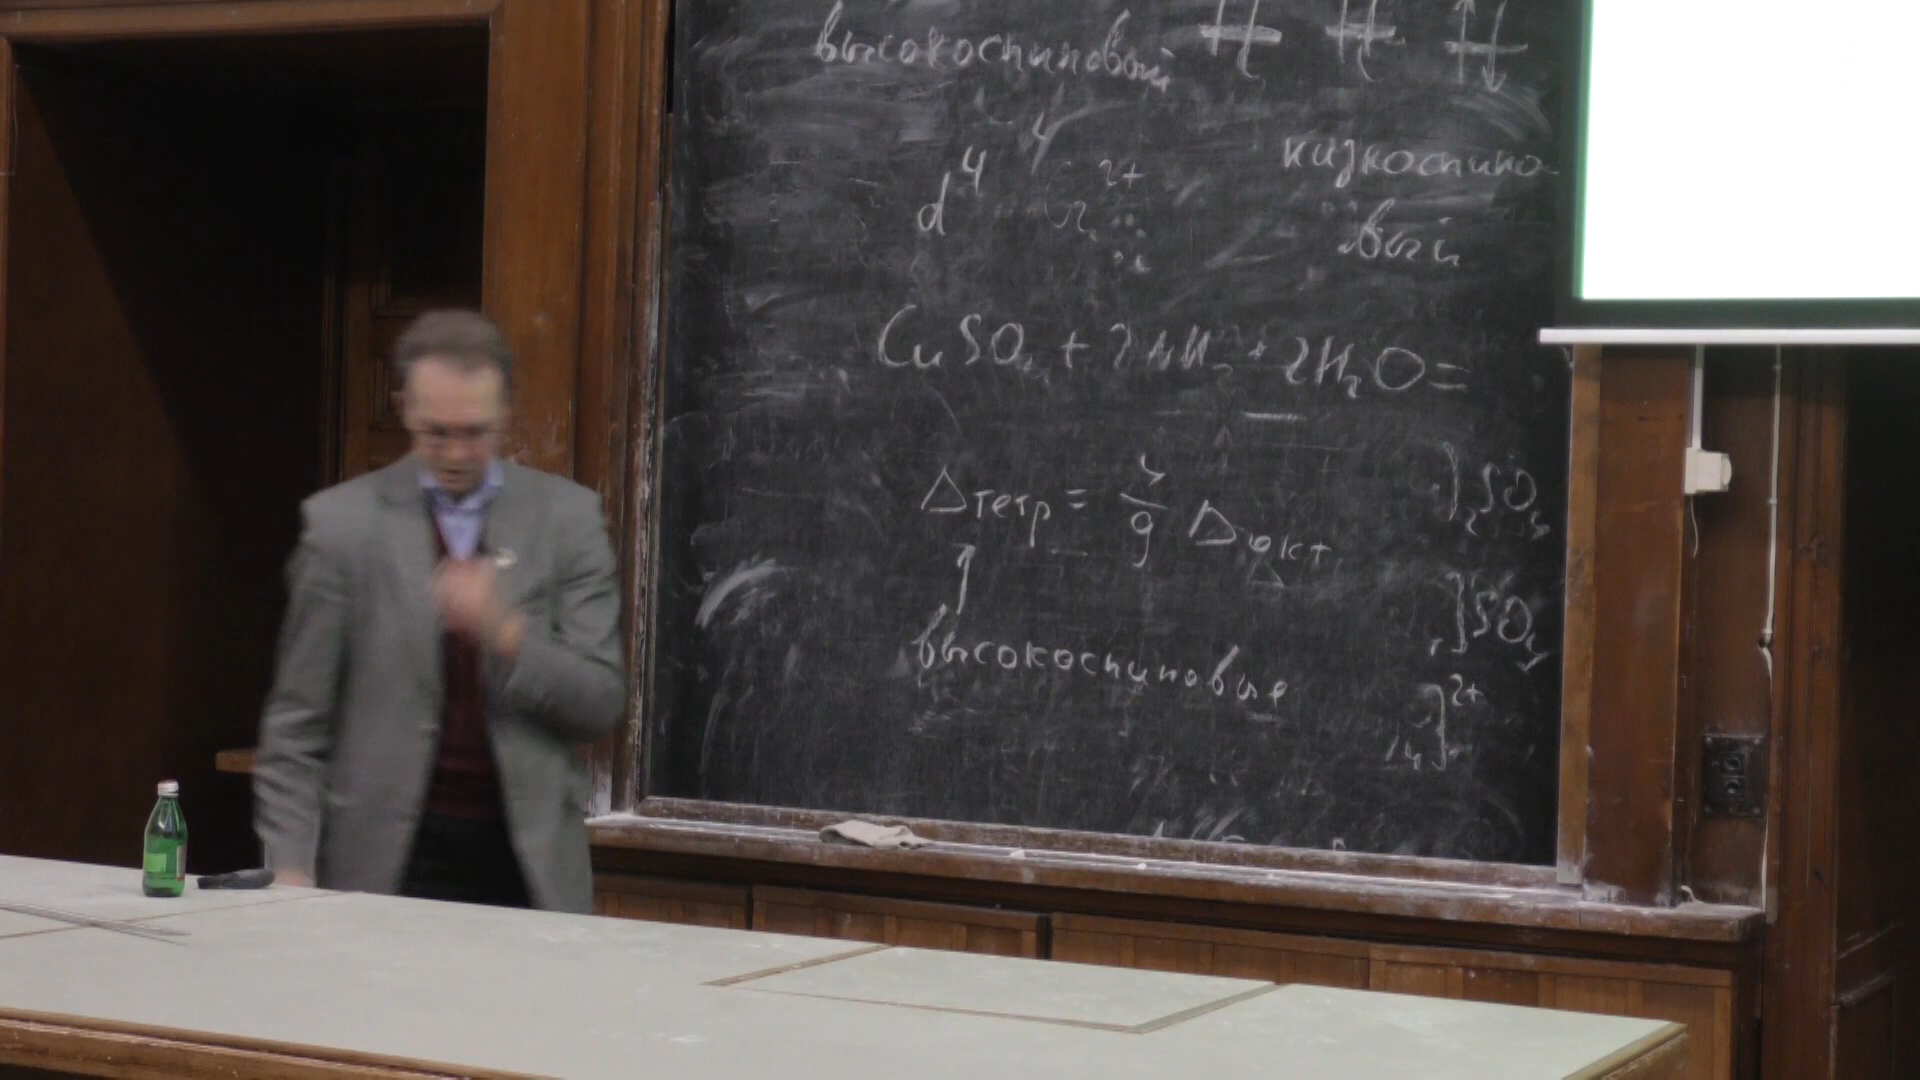 высокоспиновый
d⁴ Cr²⁺
низкоспино-
вый
CuSO₄ + 2NH₃ + 2H₂O =
Δтетр = 4/9 Δокт
]₂SO₄
высокоспиновые
]SO₄
]²⁺